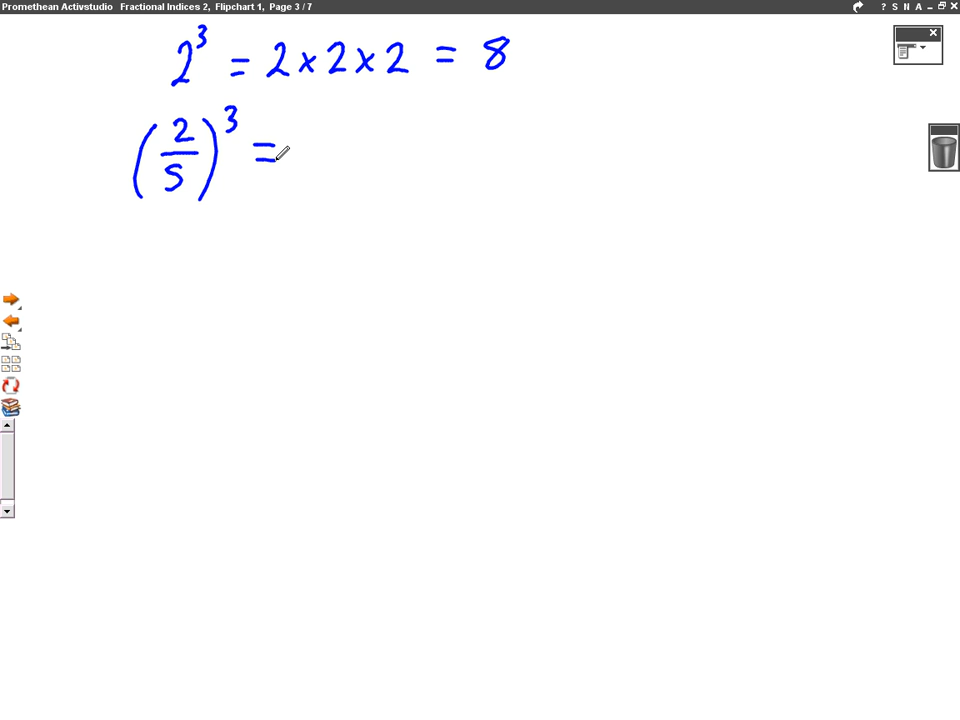 Promethean Activstudio Fractional Indices 2, Flipchart 1, Page 3 / 7
? S N A
2³ = 2 × 2 × 2 = 8
(2/5)³ =